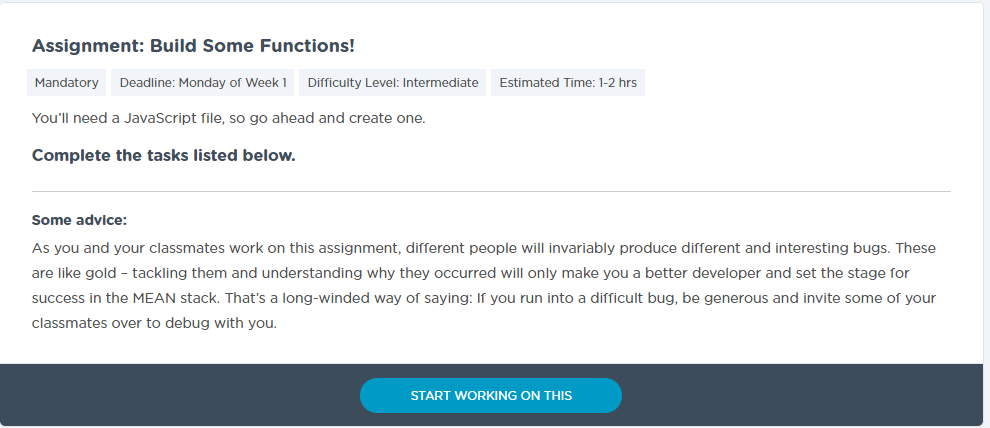 Assignment: Build Some Functions!
Mandatory Deadline: Monday of Week 1 Difficulty Level: Intermediate Estimated Time: 1-2 hrs
You'll need a JavaScript file, so go ahead and create one.
Complete the tasks listed below.
Some advice:
As you and your classmates work on this assignment, different people will invariably produce different and interesting bugs. These
are like gold – tackling them and understanding why they occurred will only make you a better developer and set the stage for
success in the MEAN stack. That's a long-winded way of saying: If you run into a difficult bug, be generous and invite some of your
classmates over to debug with you.
START WORKING ON THIS